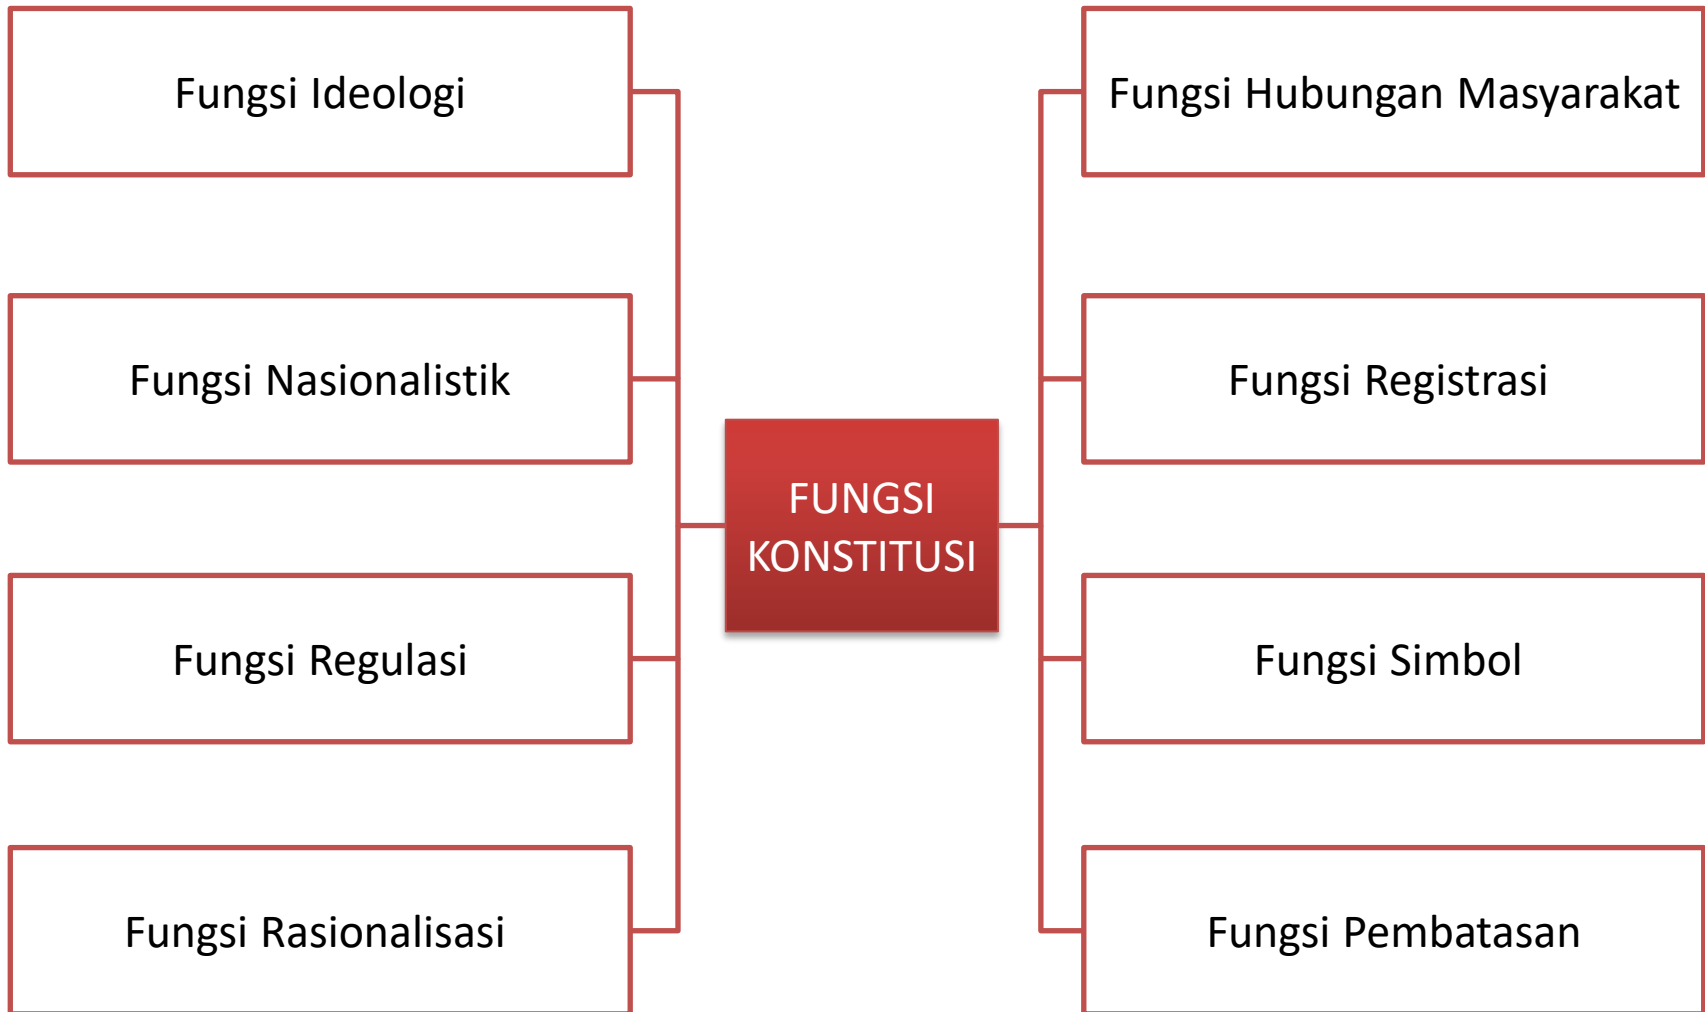 Fungsi Ideologi
Fungsi Nasionalistik
Fungsi Regulasi
Fungsi Rasionalisasi
FUNGSI
KONSTITUSI
Fungsi Hubungan Masyarakat
Fungsi Registrasi
Fungsi Simbol
Fungsi Pembatasan